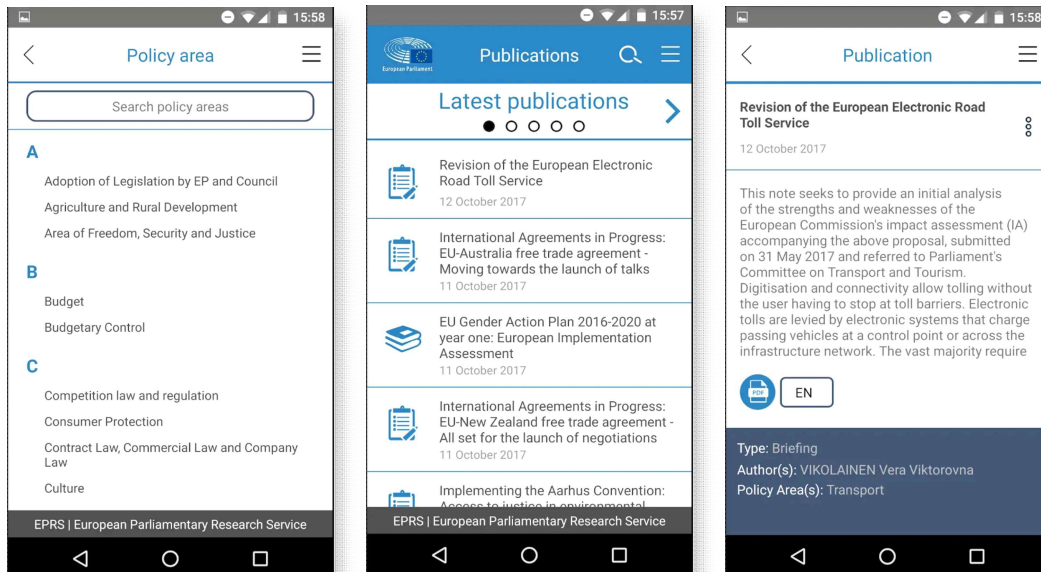 15:58
Policy area
Search policy areas
A
Adoption of Legislation by EP and Council
Agriculture and Rural Development
Area of Freedom, Security and Justice
B
Budget
Budgetary Control
C
Competition law and regulation
Consumer Protection
Contract Law, Commercial Law and Company
Law
Culture
EPRS | European Parliamentary Research Service
15:57
European Parliament
Publications
Latest publications
Revision of the European Electronic
Road Toll Service
12 October 2017
International Agreements in Progress:
EU-Australia free trade agreement -
Moving towards the launch of talks
11 October 2017
EU Gender Action Plan 2016-2020 at
year one: European Implementation
Assessment
11 October 2017
International Agreements in Progress:
EU-New Zealand free trade agreement -
All set for the launch of negotiations
11 October 2017
Implementing the Aarhus Convention:
Access to justice in environmental
EPRS | European Parliamentary Research Service
15:58
Publication
Revision of the European Electronic Road
Toll Service
12 October 2017
This note seeks to provide an initial analysis
of the strengths and weaknesses of the
European Commission's impact assessment (IA)
accompanying the above proposal, submitted
on 31 May 2017 and referred to Parliament's
Committee on Transport and Tourism.
Digitisation and connectivity allow tolling without
the user having to stop at toll barriers. Electronic
tolls are levied by electronic systems that charge
passing vehicles at a control point or across the
infrastructure network. The vast majority require
PDF
EN
Type: Briefing
Author(s): VIKOLAINEN Vera Viktorovna
Policy Area(s): Transport